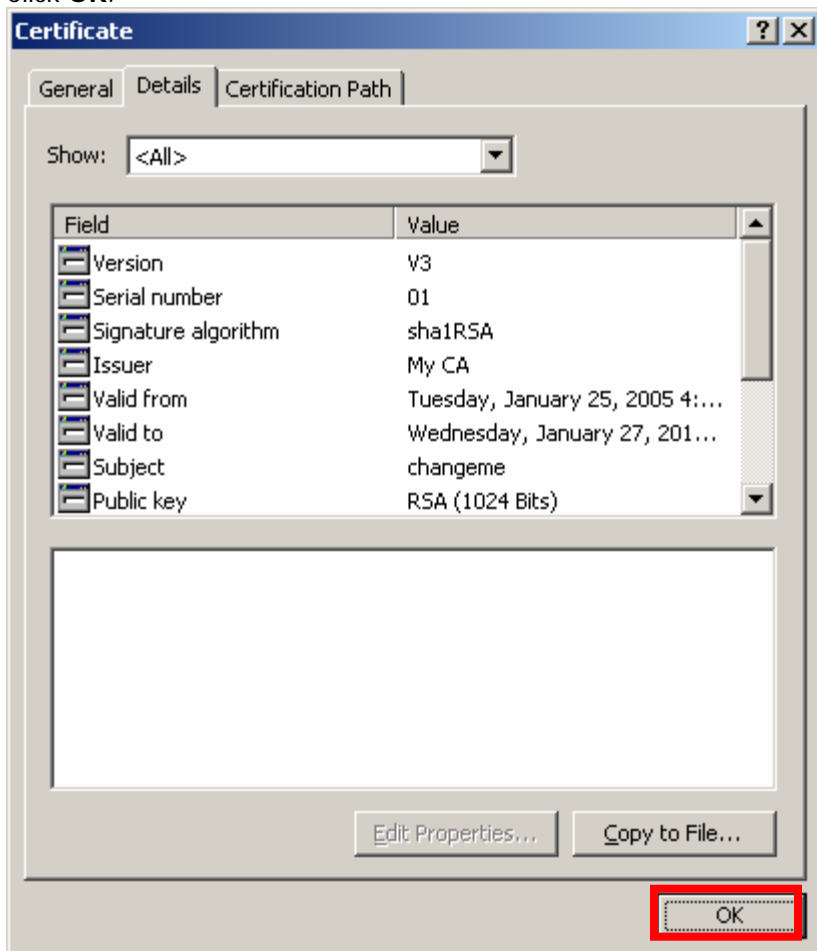 click OK.
Certificate
General Details Certification Path
Show: <All>
Field Value
Version V3
Serial number 01
Signature algorithm sha1RSA
Issuer My CA
Valid from Tuesday, January 25, 2005 4:...
Valid to Wednesday, January 27, 201...
Subject changeme
Public key RSA (1024 Bits)
Edit Properties... Copy to File...
OK